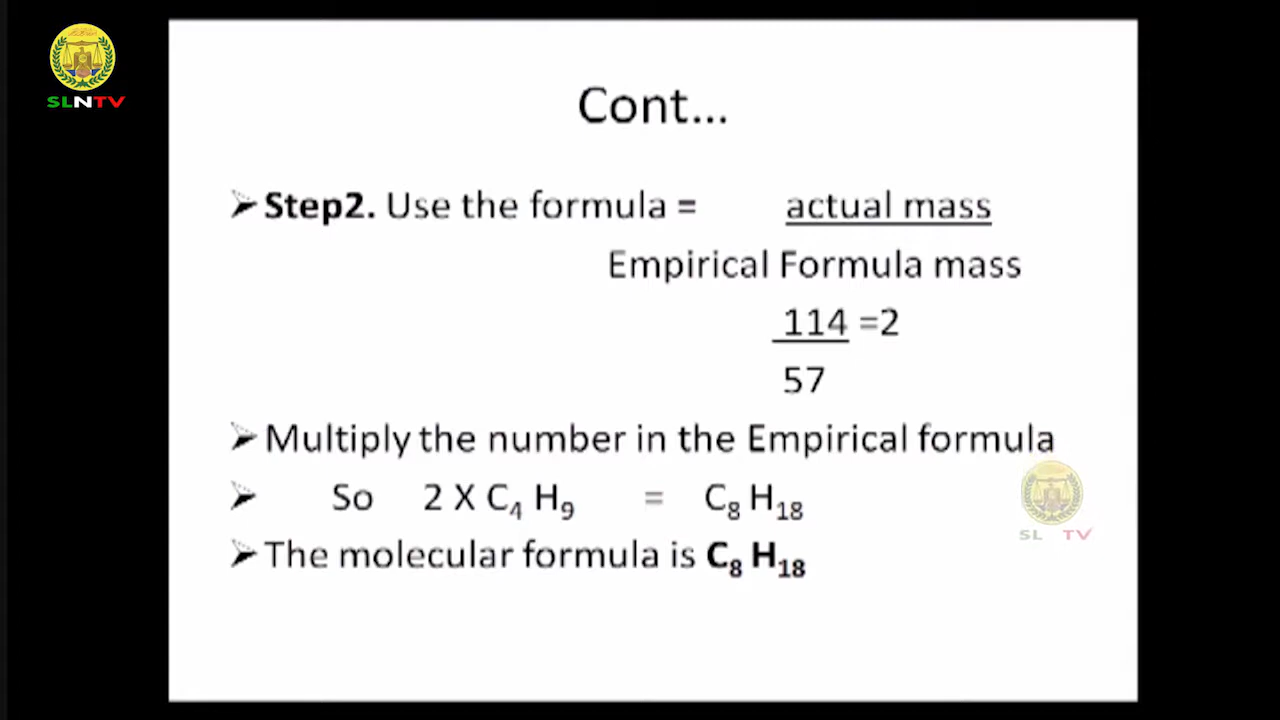 SLNTV
Cont...
➢ Step2. Use the formula = actual mass
Empirical Formula mass
114 =2
57
➢ Multiply the number in the Empirical formula
➢ So 2 X C₄ H₉ = C₈ H₁₈
SL TV
➢ The molecular formula is C₈ H₁₈